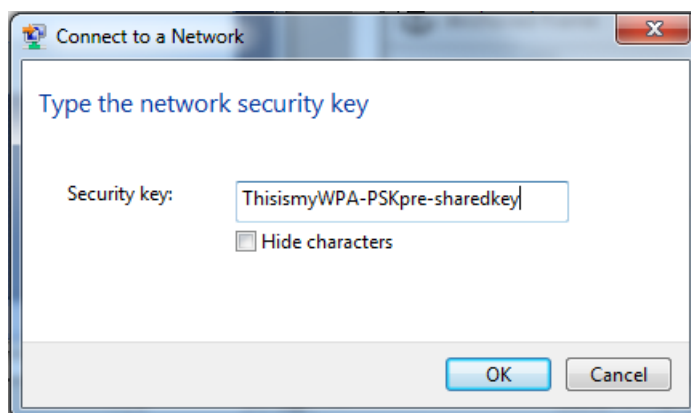 Connect to a Network
Type the network security key
Security key: ThisismyWPA-PSKpre-sharedkey
Hide characters
OK Cancel